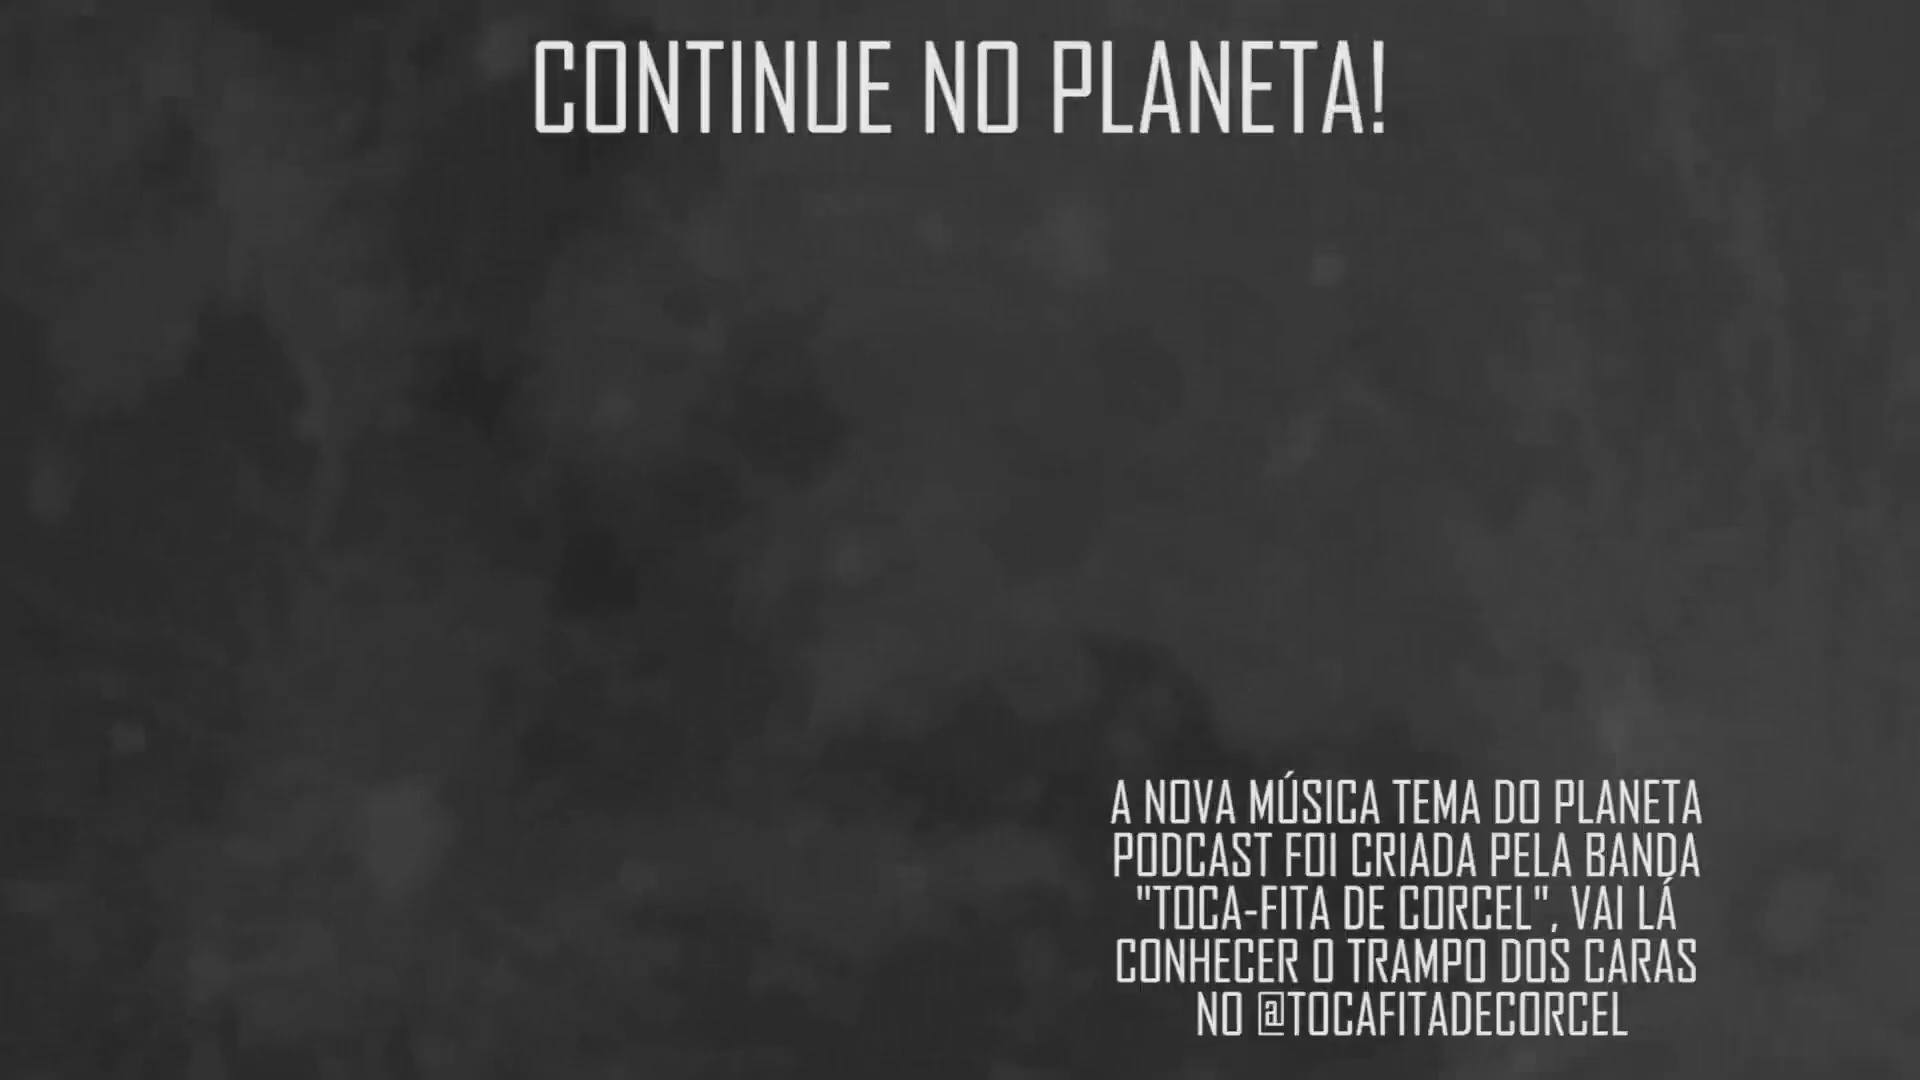 CONTINUE NO PLANETA!
A NOVA MÚSICA TEMA DO PLANETA
PODCAST FOI CRIADA PELA BANDA
"TOCA-FITA DE CORCEL", VAI LÁ
CONHECER O TRAMPO DOS CARAS
NO @TOCAFITADECORCEL